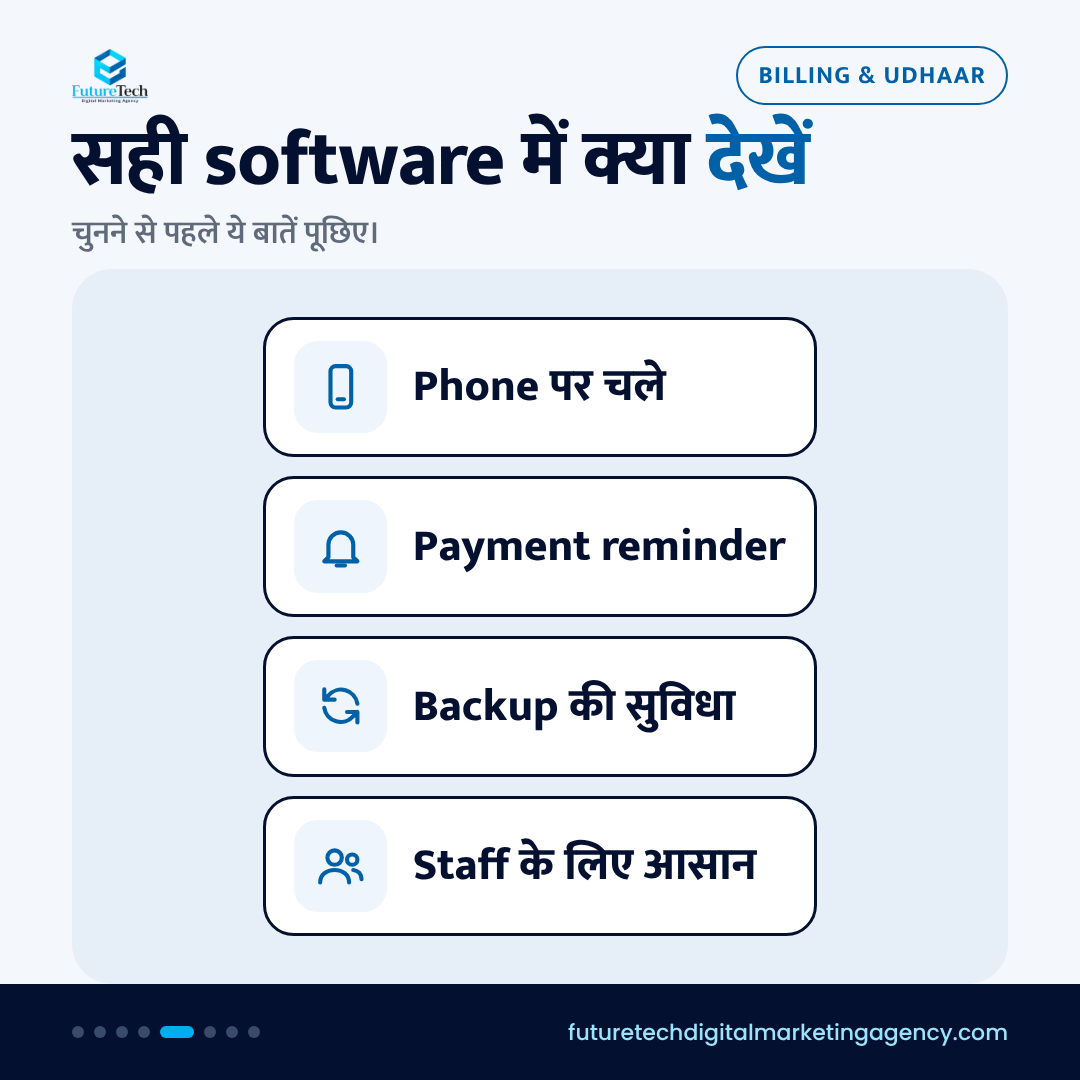 FutureTech
Digital Marketing Agency
BILLING & UDHAAR
सही software में क्या देखें
चुनने से पहले ये बातें पूछिए।
Phone पर चले
Payment reminder
Backup की सुविधा
Staff के लिए आसान
futuretechdigitalmarketingagency.com